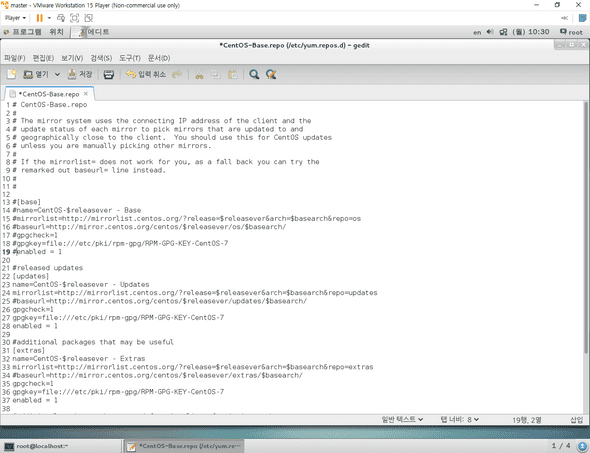 master - VMware Workstation 15 Player (Non-commercial use only)
Player
프로그램 위치 지에디트
en (월) 10:30 root
*CentOS-Base.repo (/etc/yum.repos.d) - gedit
파일(F) 편집(E) 보기(V) 검색(S) 도구(T) 문서(D)
열기 저장 입력 취소
*CentOS-Base.repo ×
1 # CentOS-Base.repo
2 #
3 # The mirror system uses the connecting IP address of the client and the
4 # update status of each mirror to pick mirrors that are updated to and
5 # geographically close to the client. You should use this for CentOS updates
6 # unless you are manually picking other mirrors.
7 #
8 # If the mirrorlist= does not work for you, as a fall back you can try the
9 # remarked out baseurl= line instead.
10 #
11 #
12
13 #[base]
14 #name=CentOS-$releasever - Base
15 #mirrorlist=http://mirrorlist.centos.org/?release=$releasever&arch=$basearch&repo=os
16 #baseurl=http://mirror.centos.org/centos/$releasever/os/$basearch/
17 #gpgcheck=1
18 #gpgkey=file:///etc/pki/rpm-gpg/RPM-GPG-KEY-CentOS-7
19 #enabled = 1
20
21 #released updates
22 [updates]
23 name=CentOS-$releasever - Updates
24 mirrorlist=http://mirrorlist.centos.org/?release=$releasever&arch=$basearch&repo=updates
25 #baseurl=http://mirror.centos.org/centos/$releasever/updates/$basearch/
26 gpgcheck=1
27 gpgkey=file:///etc/pki/rpm-gpg/RPM-GPG-KEY-CentOS-7
28 enabled = 1
29
30 #additional packages that may be useful
31 [extras]
32 name=CentOS-$releasever - Extras
33 mirrorlist=http://mirrorlist.centos.org/?release=$releasever&arch=$basearch&repo=extras
34 #baseurl=http://mirror.centos.org/centos/$releasever/extras/$basearch/
35 gpgcheck=1
36 gpgkey=file:///etc/pki/rpm-gpg/RPM-GPG-KEY-CentOS-7
37 enabled = 1
38
일반 텍스트 탭 너비: 8 19행, 2열 삽입
root@localhost:~ *CentOS-Base.repo (/etc/yum.re… 1 / 4